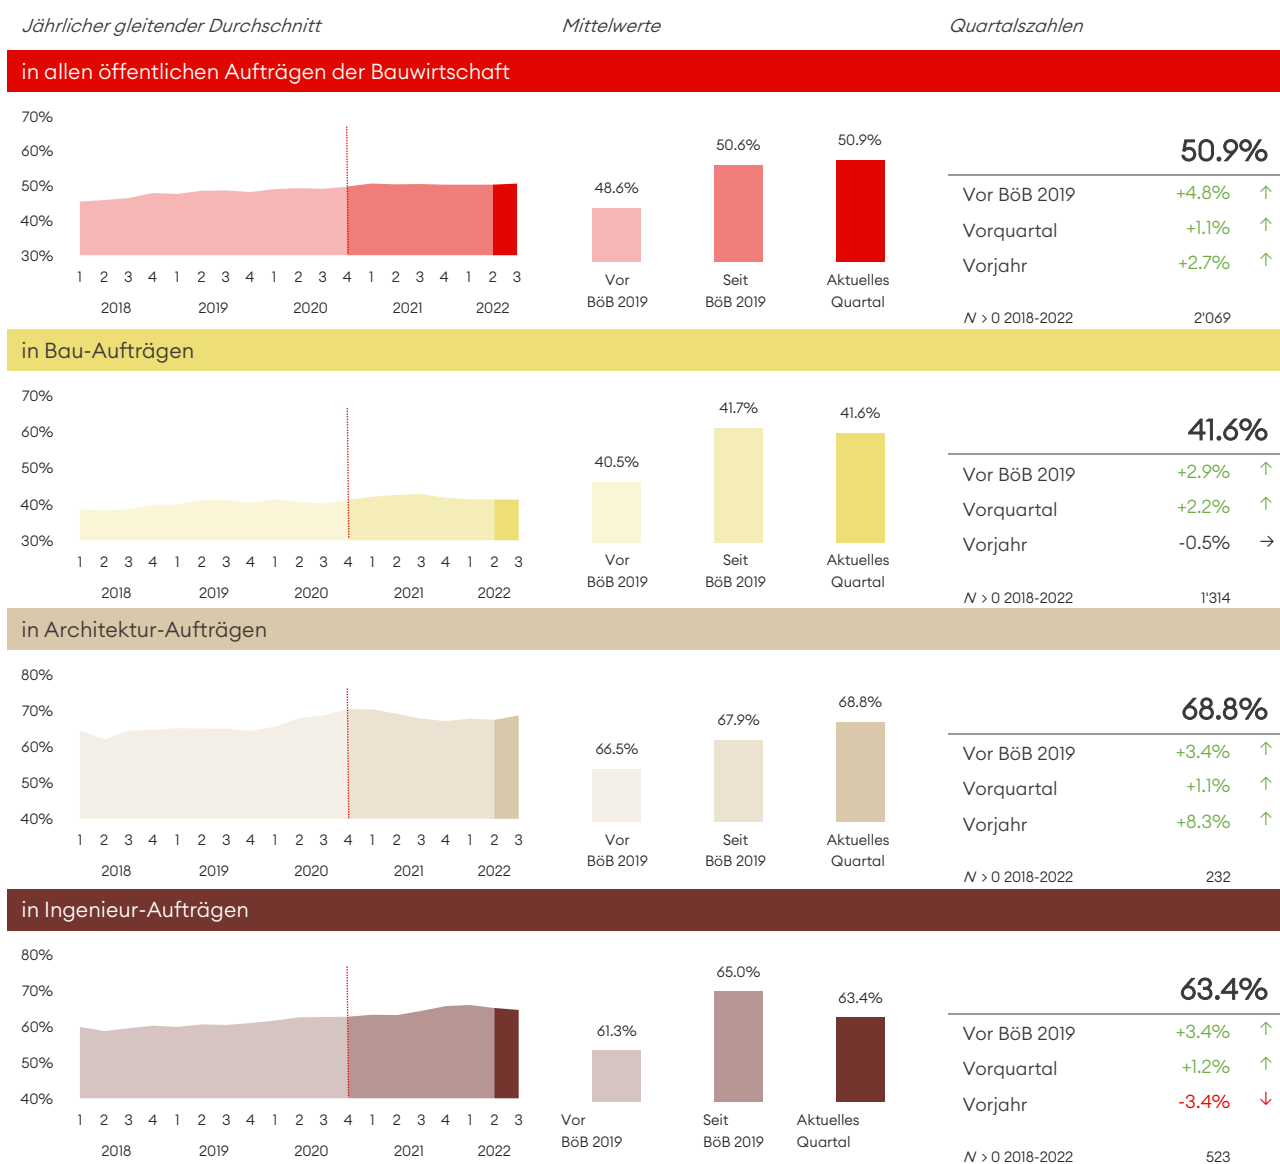 Jährlicher gleitender Durchschnitt Mittelwerte Quartalszahlen
in allen öffentlichen Aufträgen der Bauwirtschaft
70%
60%
50%
40%
30%
1 2 3 4 1 2 3 4 1 2 3 4 1 2 3 4 1 2 3
2018 2019 2020 2021 2022
48.6% 50.6% 50.9%
Vor Seit Aktuelles
BöB 2019 BöB 2019 Quartal
50.9%
Vor BöB 2019 +4.8% ↑
Vorquartal +1.1% ↑
Vorjahr +2.7% ↑
N > 0 2018-2022 2'069
in Bau-Aufträgen
70%
60%
50%
40%
30%
1 2 3 4 1 2 3 4 1 2 3 4 1 2 3 4 1 2 3
2018 2019 2020 2021 2022
40.5% 41.7% 41.6%
Vor Seit Aktuelles
BöB 2019 BöB 2019 Quartal
41.6%
Vor BöB 2019 +2.9% ↑
Vorquartal +2.2% ↑
Vorjahr -0.5% →
N > 0 2018-2022 1'314
in Architektur-Aufträgen
80%
70%
60%
50%
40%
1 2 3 4 1 2 3 4 1 2 3 4 1 2 3 4 1 2 3
2018 2019 2020 2021 2022
66.5% 67.9% 68.8%
Vor Seit Aktuelles
BöB 2019 BöB 2019 Quartal
68.8%
Vor BöB 2019 +3.4% ↑
Vorquartal +1.1% ↑
Vorjahr +8.3% ↑
N > 0 2018-2022 232
in Ingenieur-Aufträgen
80%
70%
60%
50%
40%
1 2 3 4 1 2 3 4 1 2 3 4 1 2 3 4 1 2 3
2018 2019 2020 2021 2022
61.3% 65.0% 63.4%
Vor Seit Aktuelles
BöB 2019 BöB 2019 Quartal
63.4%
Vor BöB 2019 +3.4% ↑
Vorquartal +1.2% ↑
Vorjahr -3.4% ↓
N > 0 2018-2022 523